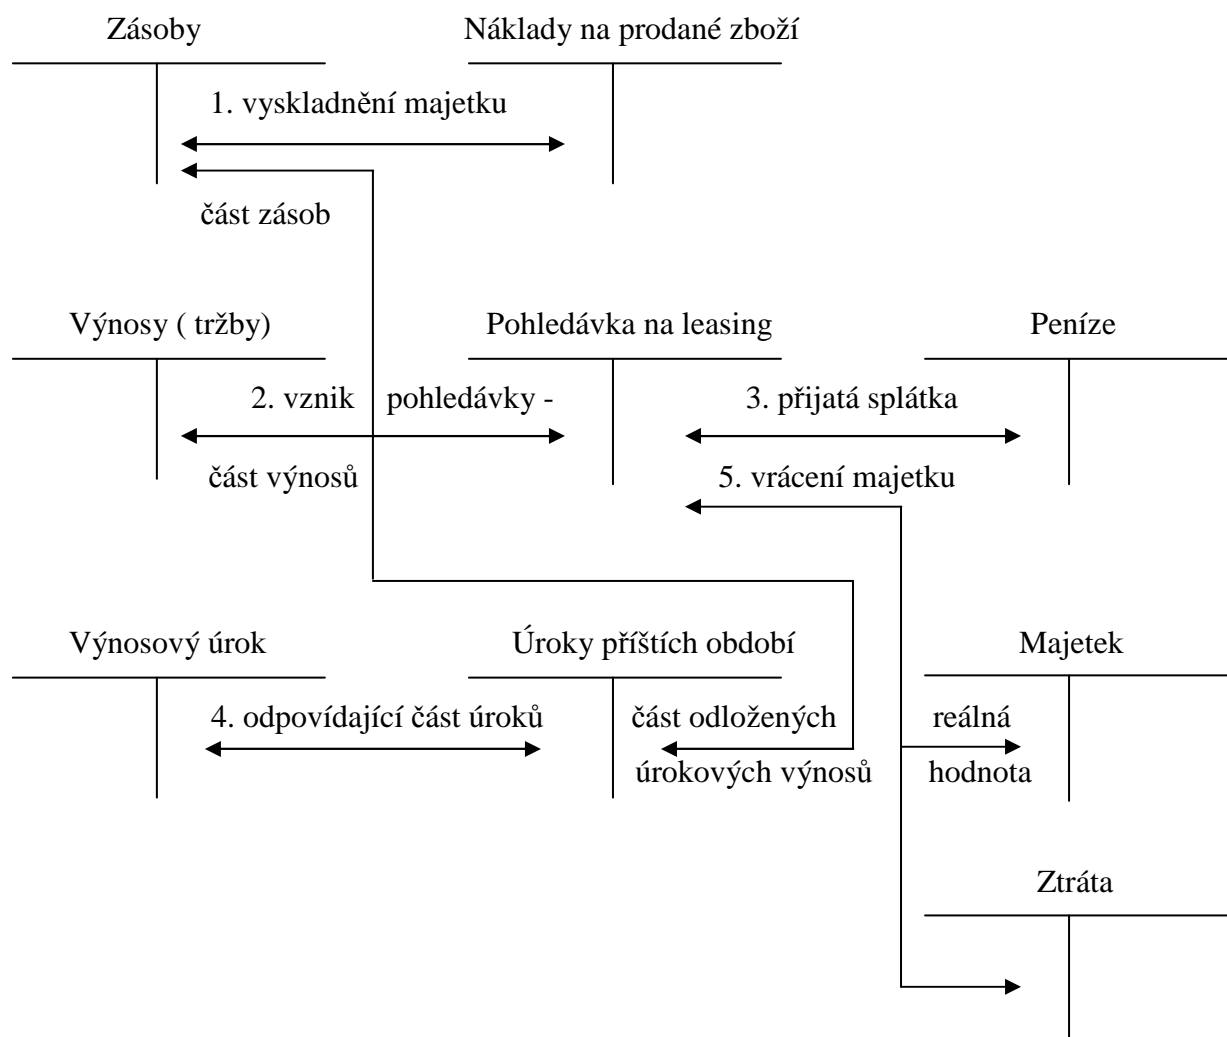 Zásoby
Náklady na prodané zboží
1. vyskladnění majetku
část zásob
Výnosy ( tržby)
Pohledávka na leasing
Peníze
2. vznik pohledávky -
3. přijatá splátka
část výnosů
5. vrácení majetku
Výnosový úrok
Úroky příštích období
Majetek
4. odpovídající část úroků
část odložených
reálná
úrokových výnosů
hodnota
Ztráta